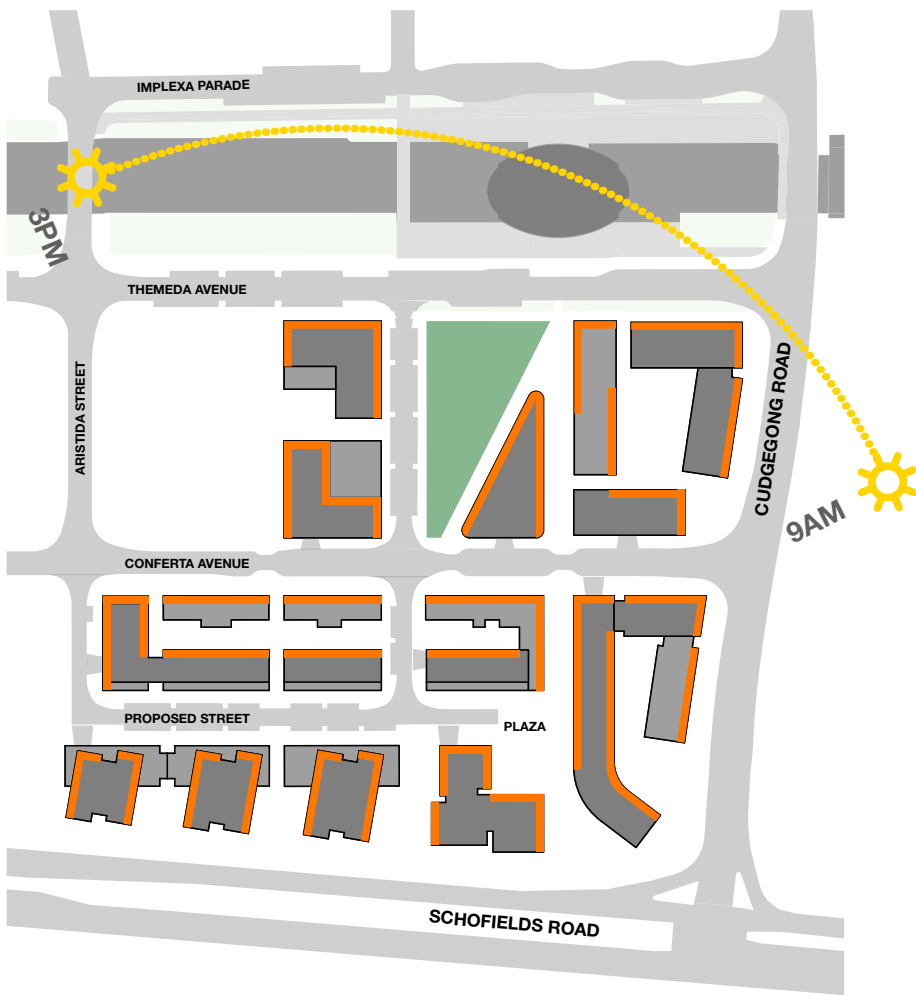 IMPLEXA PARADE
3PM
THEMEDA AVENUE
ARISTIDA STREET
CUDGEGONG ROAD
9AM
CONFERTA AVENUE
PROPOSED STREET
PLAZA
SCHOFIELDS ROAD